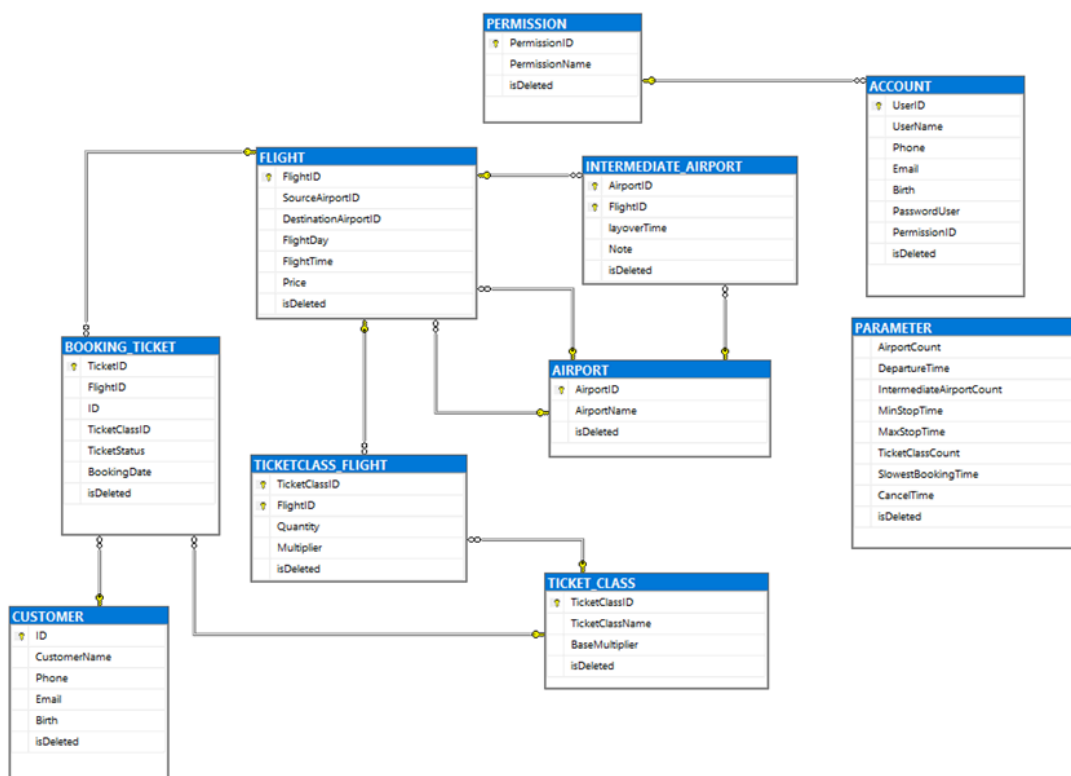 PERMISSION
PermissionID
PermissionName
isDeleted
ACCOUNT
UserID
UserName
Phone
Email
Birth
PasswordUser
PermissionID
isDeleted
FLIGHT
FlightID
SourceAirportID
DestinationAirportID
FlightDay
FlightTime
Price
isDeleted
INTERMEDIATE_AIRPORT
AirportID
FlightID
layoverTime
Note
isDeleted
PARAMETER
AirportCount
DepartureTime
IntermediateAirportCount
MinStopTime
MaxStopTime
TicketClassCount
SlowestBookingTime
CancelTime
isDeleted
BOOKING_TICKET
TicketID
FlightID
ID
TicketClassID
TicketStatus
BookingDate
isDeleted
AIRPORT
AirportID
AirportName
isDeleted
TICKETCLASS_FLIGHT
TicketClassID
FlightID
Quantity
Multiplier
isDeleted
TICKET_CLASS
TicketClassID
TicketClassName
BaseMultiplier
isDeleted
CUSTOMER
ID
CustomerName
Phone
Email
Birth
isDeleted